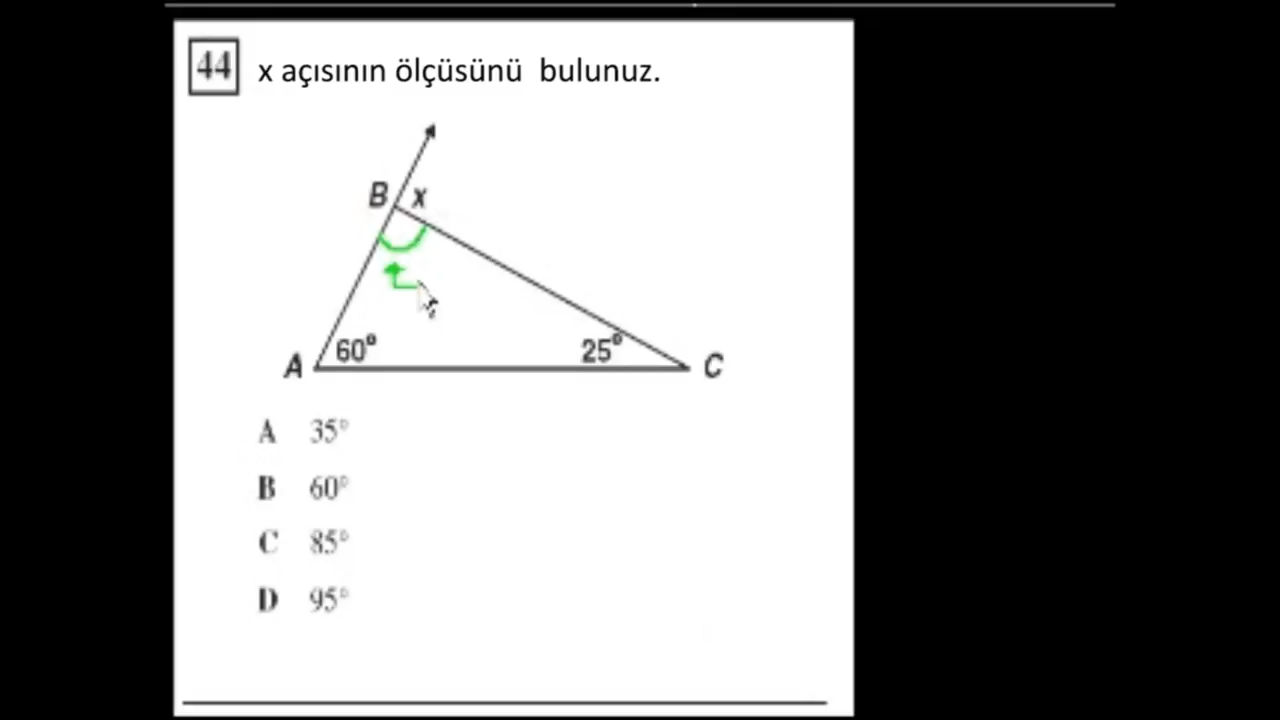 44 x açısının ölçüsünü bulunuz.
B x
A 60° 25° C
A 35°
B 60°
C 85°
D 95°